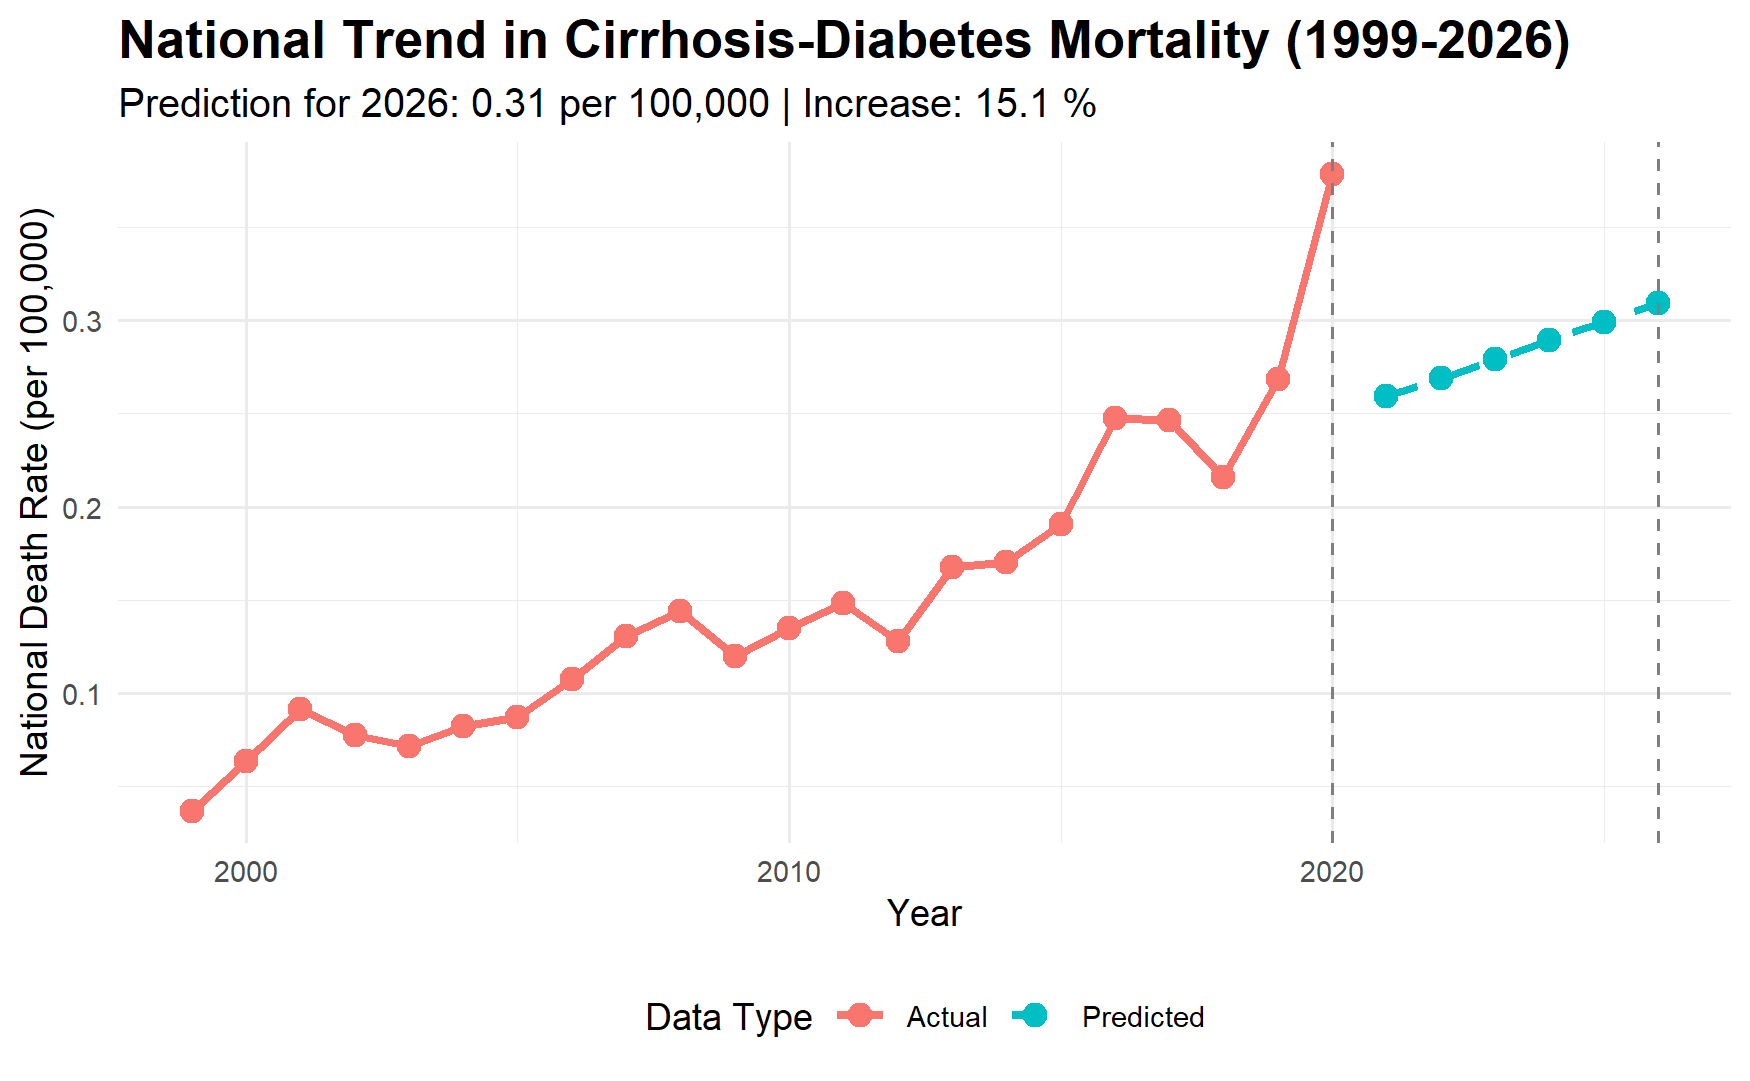 National Trend in Cirrhosis-Diabetes Mortality (1999-2026)
Prediction for 2026: 0.31 per 100,000 | Increase: 15.1 %
National Death Rate (per 100,000)
0.3
0.2
0.1
2000 2010 2020
Year
Data Type Actual Predicted